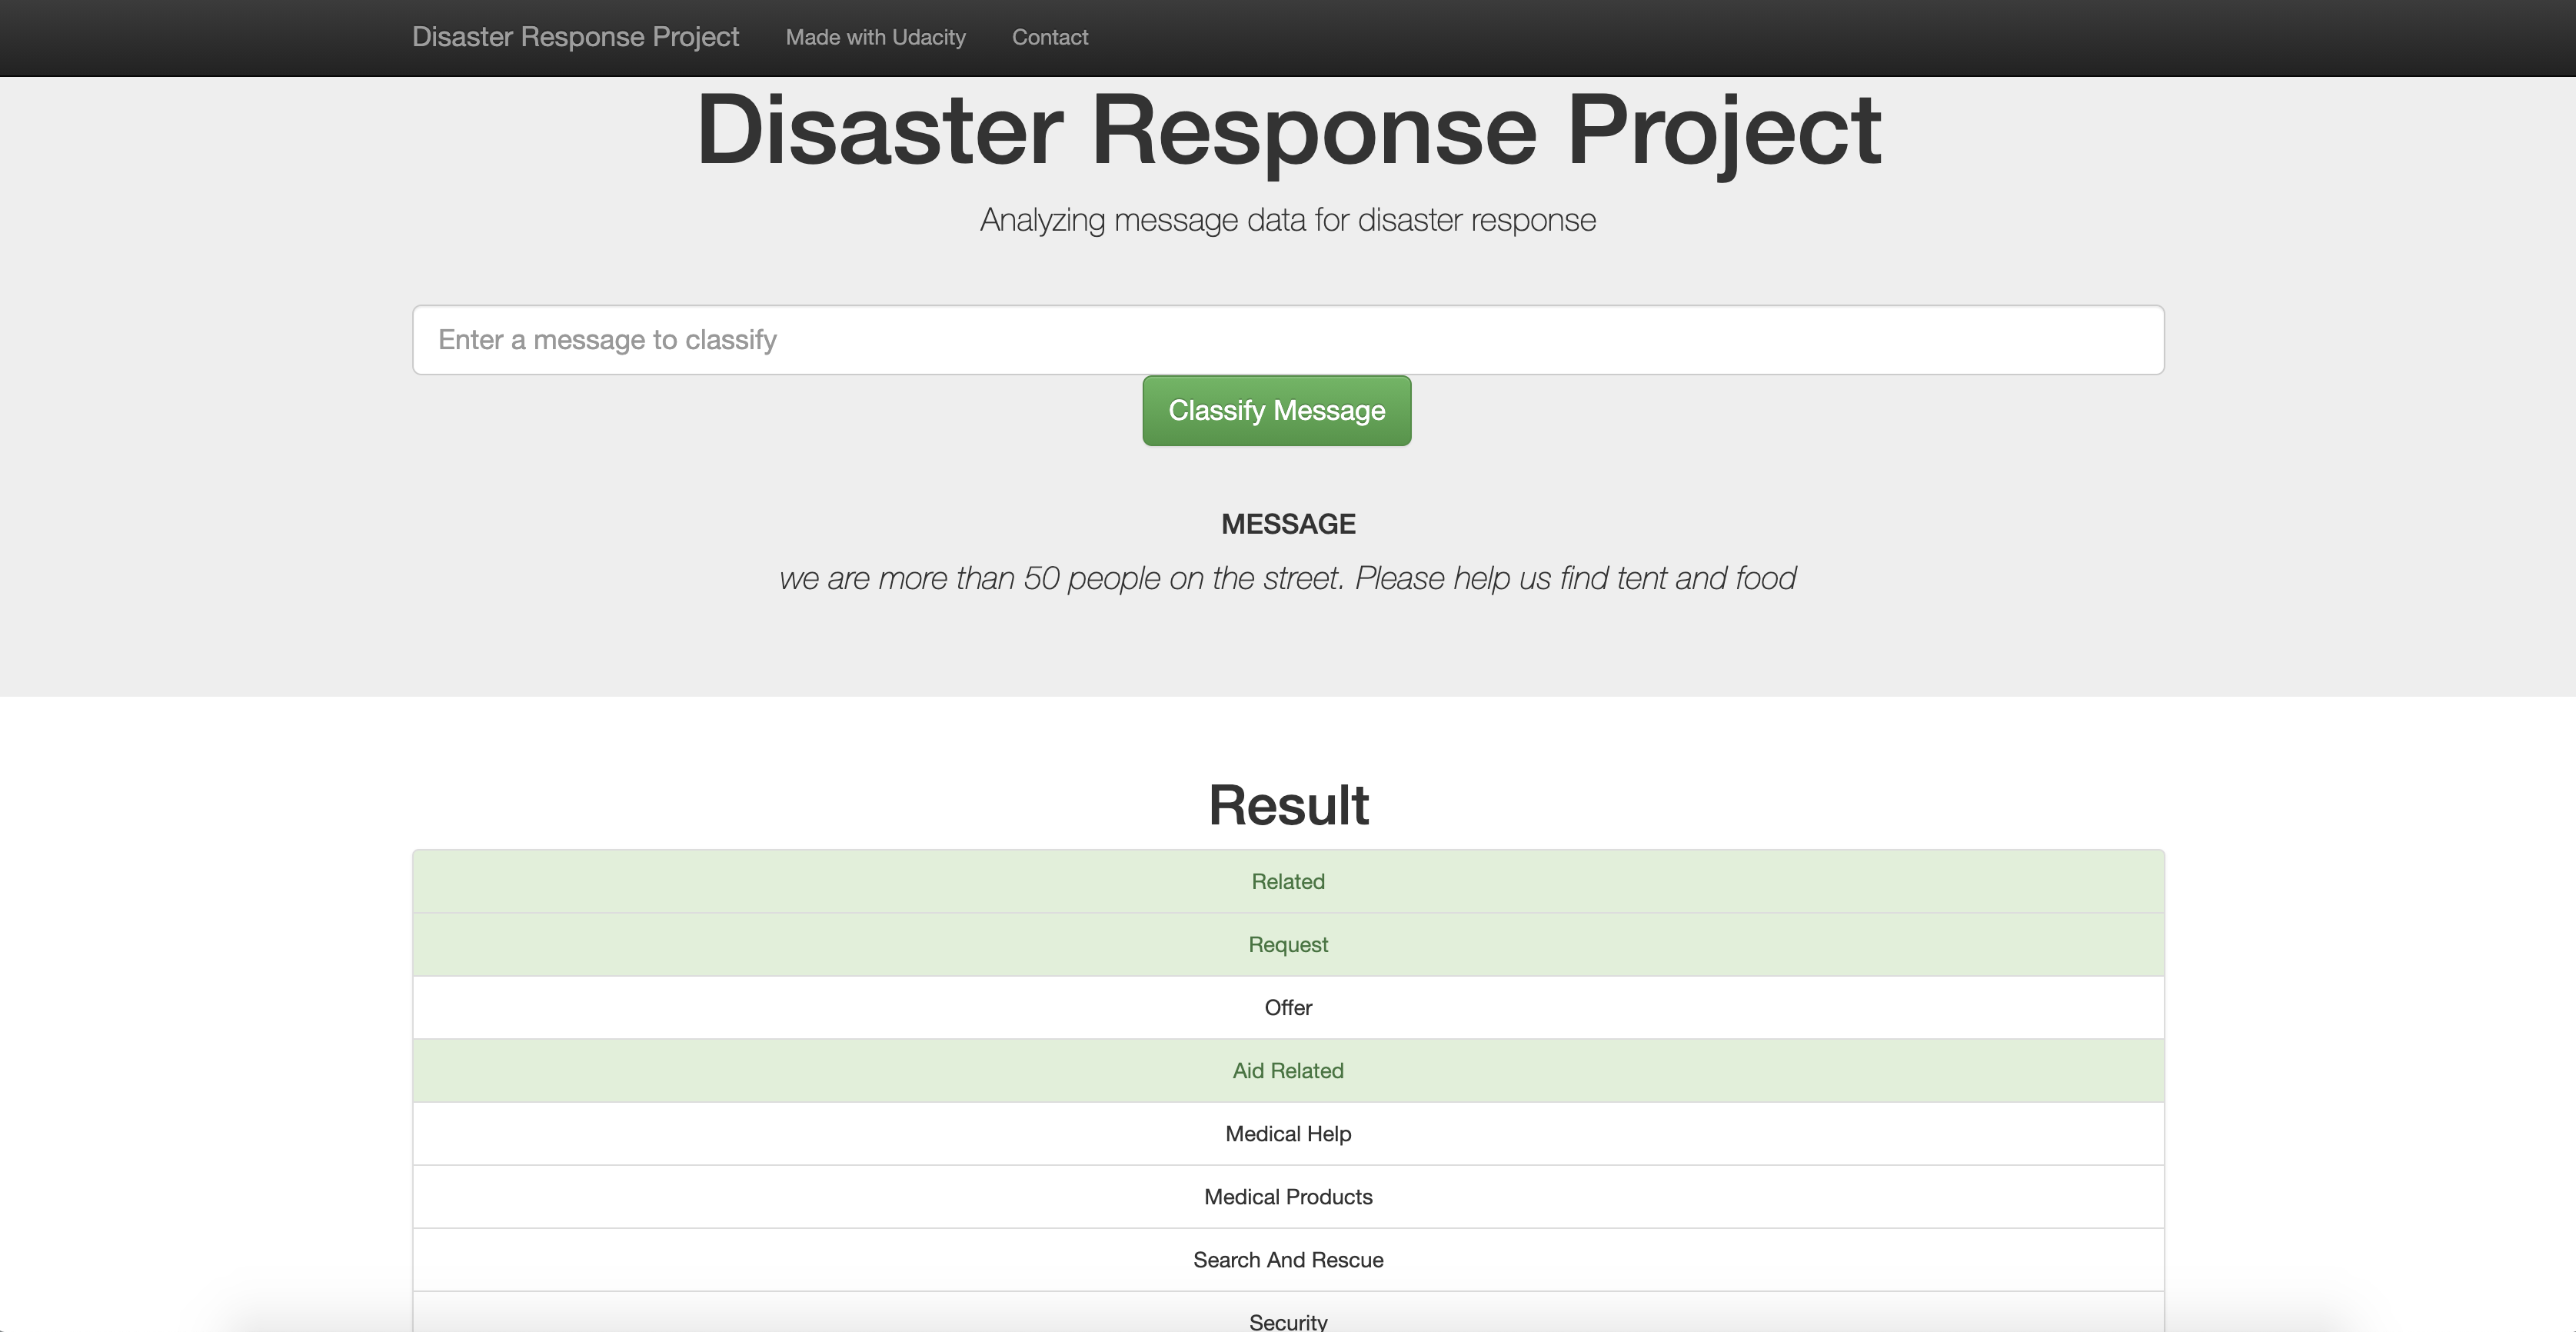 Disaster Response Project Made with Udacity Contact
Disaster Response Project
Analyzing message data for disaster response
Enter a message to classify
Classify Message
MESSAGE
we are more than 50 people on the street. Please help us find tent and food
Result
Related
Request
Offer
Aid Related
Medical Help
Medical Products
Search And Rescue
Security